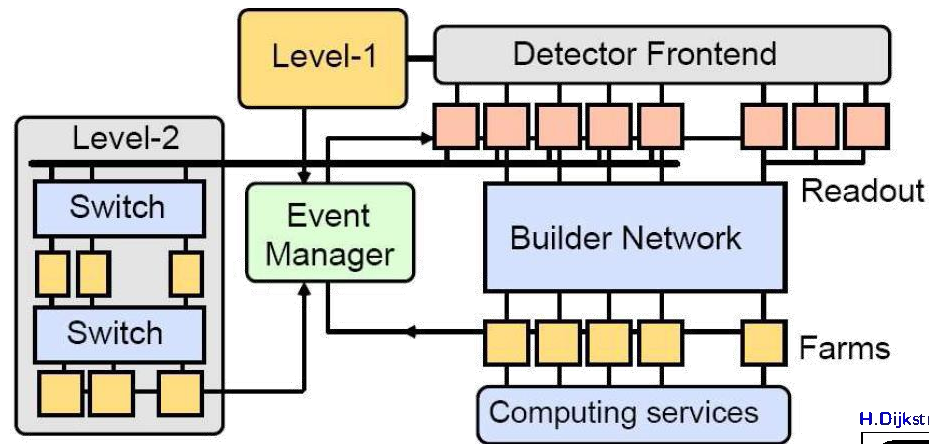 Level-1
Detector Frontend
Level-2
Readout
Switch
Event
Manager
Builder Network
Switch
Farms
Computing services